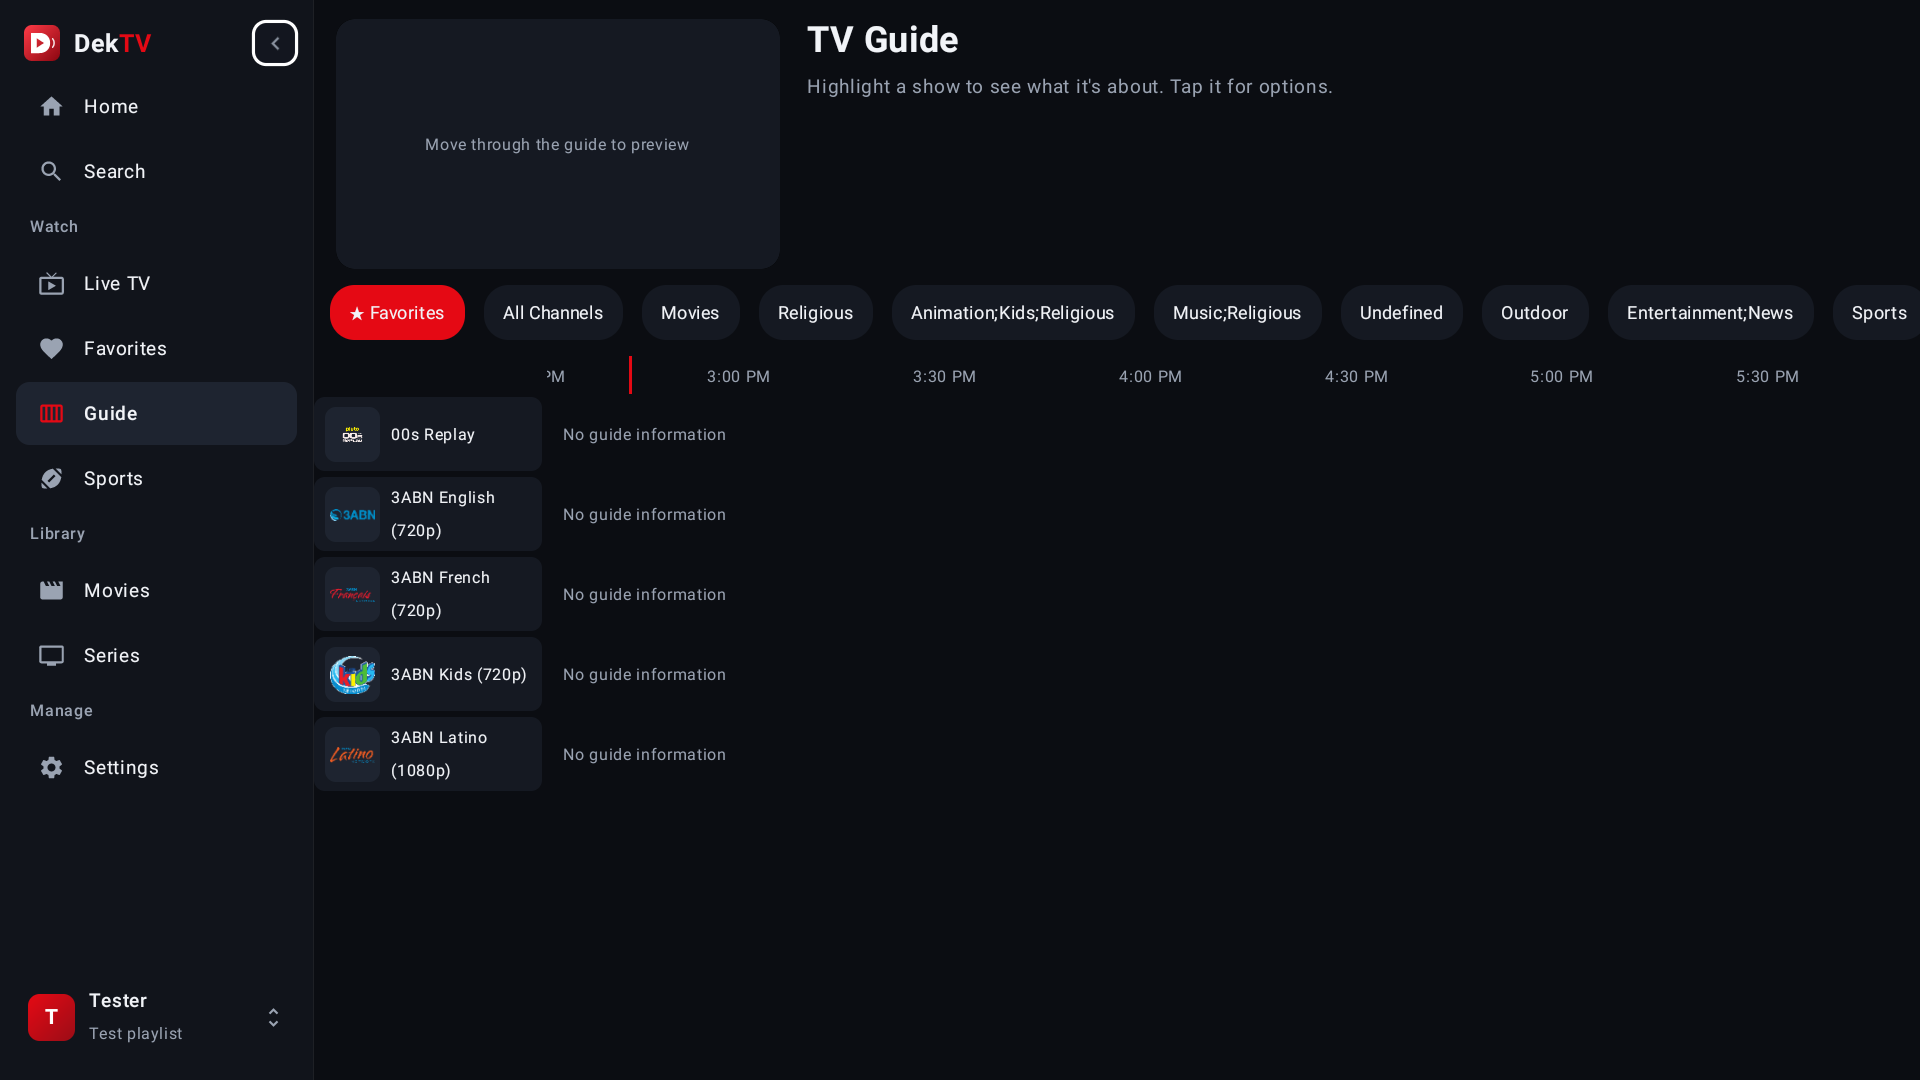 DekTV
Home
Search
Watch
Live TV
Favorites
Guide
Sports
Library
Movies
Series
Manage
Settings
T
Tester
Test playlist
Move through the guide to preview
TV Guide
Highlight a show to see what it's about. Tap it for options.
★ Favorites All Channels Movies Religious Animation;Kids;Religious Music;Religious Undefined Outdoor Entertainment;News Sports
PM 3:00 PM 3:30 PM 4:00 PM 4:30 PM 5:00 PM 5:30 PM
00s Replay No guide information
3ABN
3ABN English
(720p)
No guide information
Français
3ABN French
(720p)
No guide information
kids
3ABN Kids (720p) No guide information
Latino
3ABN Latino
(1080p)
No guide information